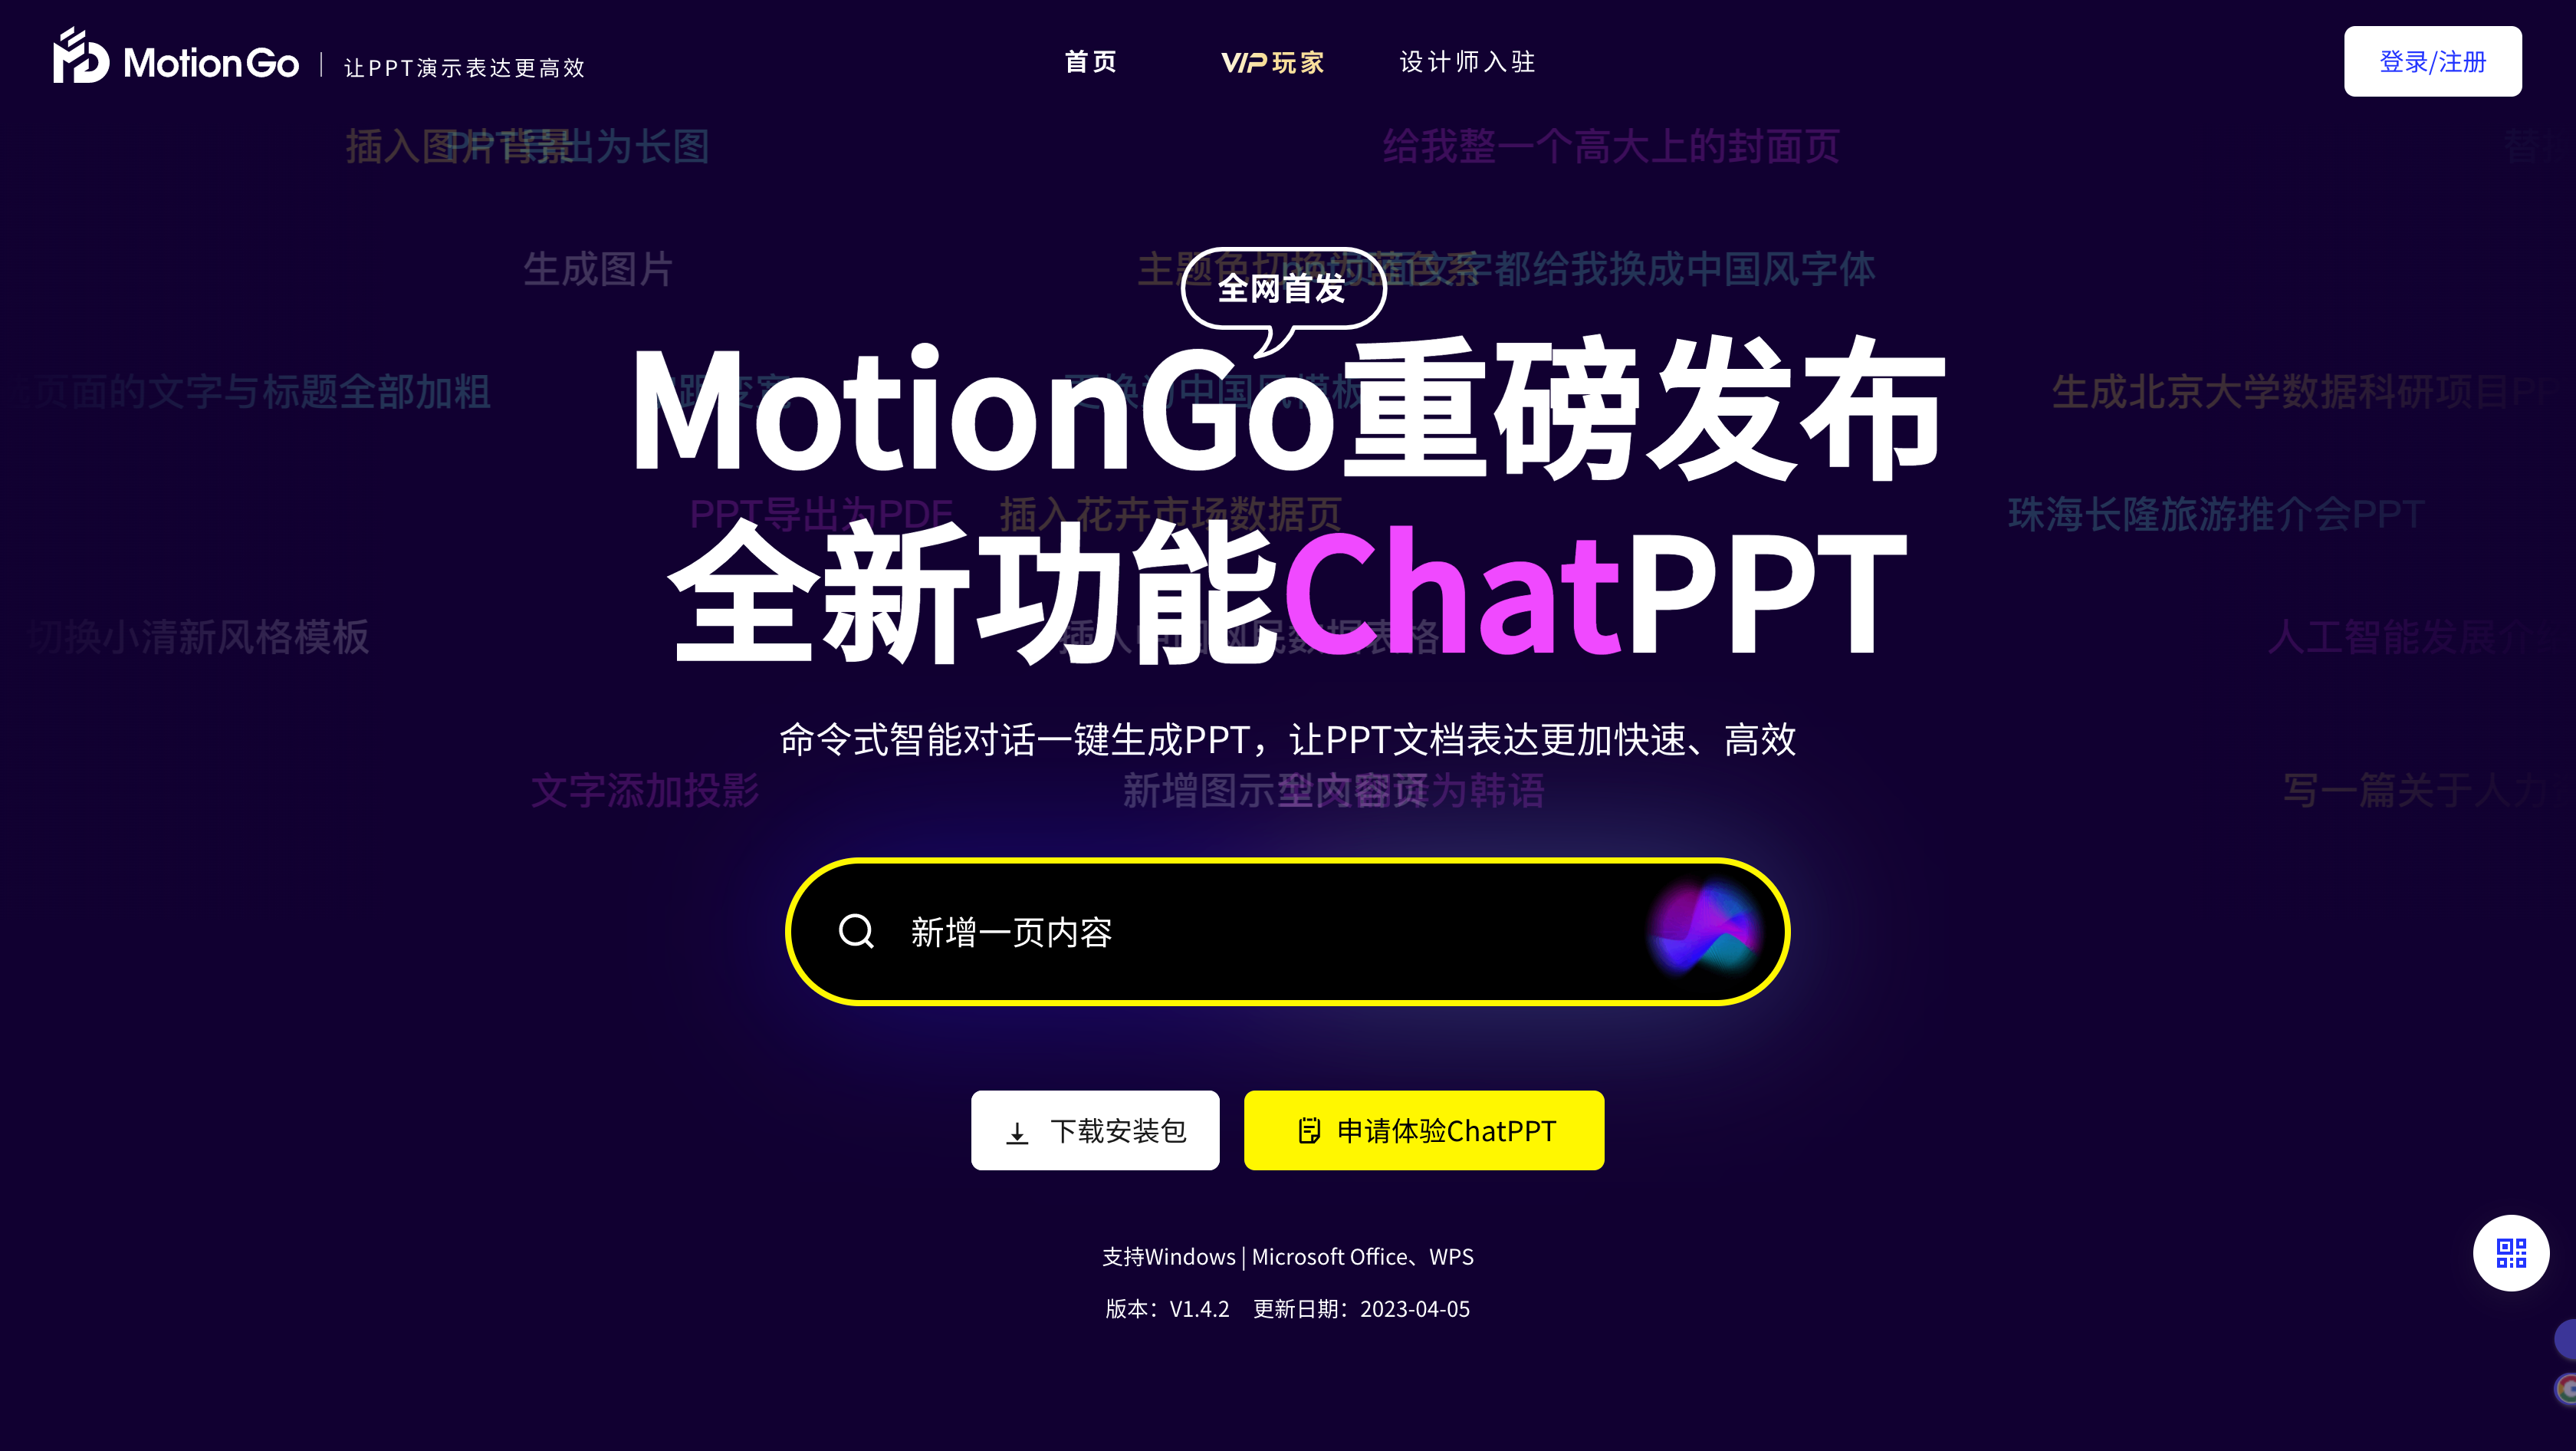 MotionGo
让PPT演示表达更高效
首页
VIP玩家
设计师入驻
登录/注册
插入图片背景
PPT导出为长图
给我整一个高大上的封面页
生成图片
全网首发
文字都给我换成中国风字体
MotionGo重磅发布
页面的文字与标题全部加粗
生成北京大学数据科研项目PP
PPT导出为PDF
插入花卉市场数据页
珠海长隆旅游推介会PPT
全新功能ChatPPT
切换小清新风格模板
人工智能发展介
命令式智能对话一键生成PPT，让PPT文档表达更加快速、高效
文字添加投影
新增图示型内容页
为韩语
写一篇关于人力
新增一页内容
下载安装包
申请体验ChatPPT
支持Windows | Microsoft Office、WPS
版本：V1.4.2 更新日期：2023-04-05